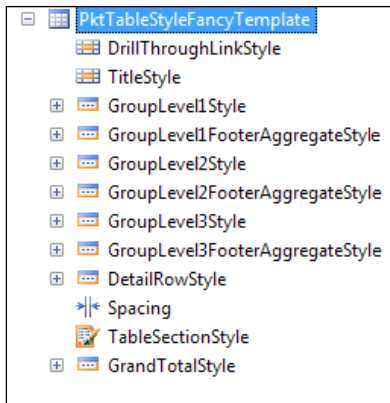 PktTableStyleFancyTemplate
DrillThroughLinkStyle
TitleStyle
GroupLevel1Style
GroupLevel1FooterAggregateStyle
GroupLevel2Style
GroupLevel2FooterAggregateStyle
GroupLevel3Style
GroupLevel3FooterAggregateStyle
DetailRowStyle
Spacing
TableSectionStyle
GrandTotalStyle